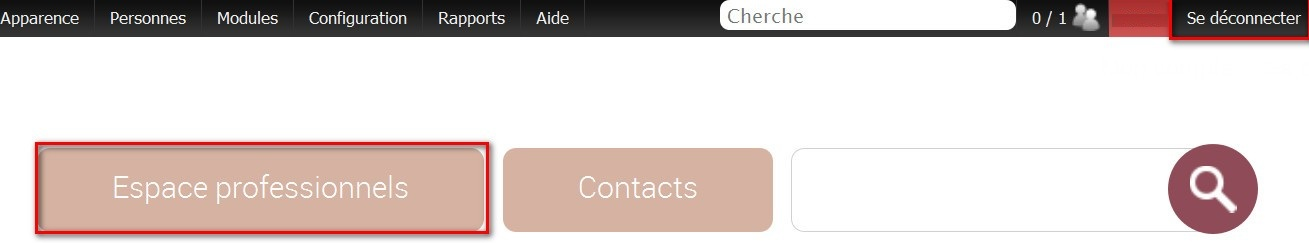 Apparence Personnes Modules Configuration Rapports Aide Cherche 0 / 1 Se déconnecter
Espace professionnels Contacts